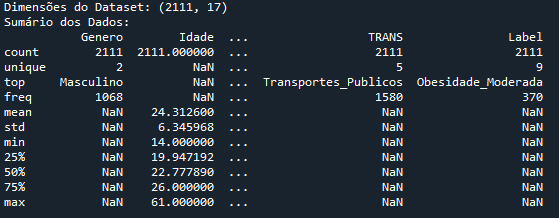 Dimensões do Dataset: (2111, 17)
Sumário dos Dados:
Genero Idade ... TRANS Label
count 2111 2111.000000 ... 2111 2111
unique 2 NaN ... 5 9
top Masculino NaN ... Transportes_Publicos Obesidade_Moderada
freq 1068 NaN ... 1580 370
mean NaN 24.312600 ... NaN NaN
std NaN 6.345968 ... NaN NaN
min NaN 14.000000 ... NaN NaN
25% NaN 19.947192 ... NaN NaN
50% NaN 22.777890 ... NaN NaN
75% NaN 26.000000 ... NaN NaN
max NaN 61.000000 ... NaN NaN